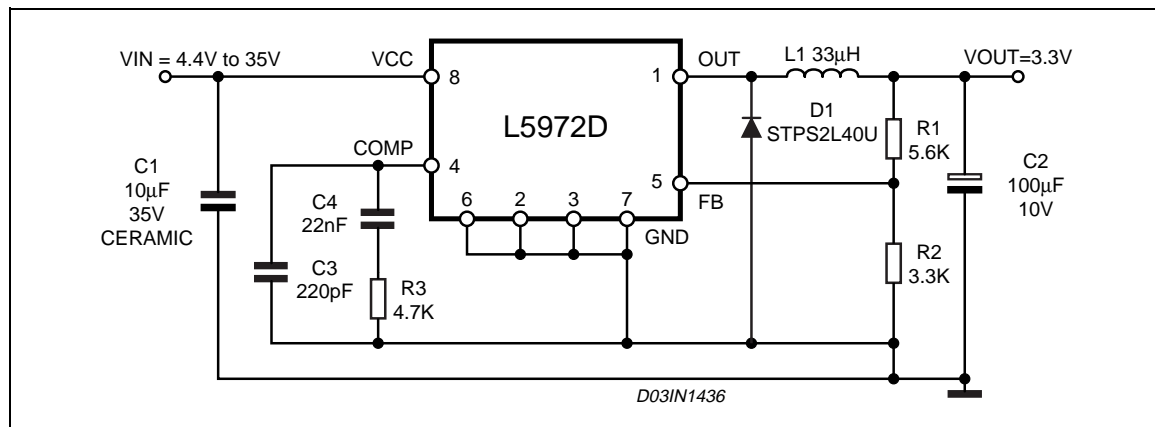 VIN = 4.4V to 35V
VCC
8
L5972D
1
OUT
L1 33µH
VOUT=3.3V
D1
STPS2L40U
R1
5.6K
COMP
4
5
FB
C1
10µF
35V
CERAMIC
C4
22nF
6
2
3
7
GND
C2
100µF
10V
C3
220pF
R3
4.7K
R2
3.3K
D03IN1436